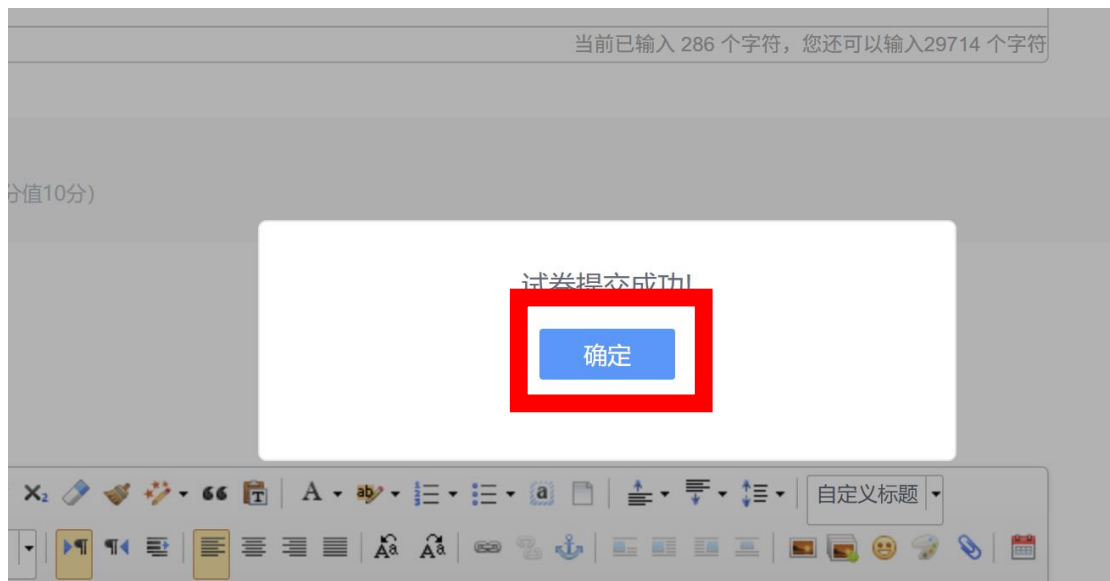 当前已输入 286 个字符，您还可以输入29714 个字符
分值10分)
试卷提交成功!
确定
自定义标题